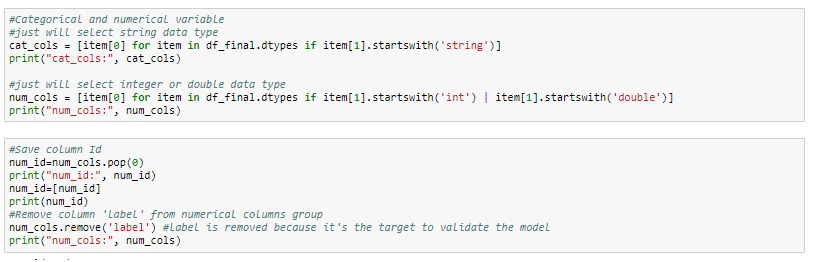 #Categorical and numerical variable
#just will select string data type
cat_cols = [item[0] for item in df_final.dtypes if item[1].startswith('string')]
print("cat_cols:", cat_cols)
#just will select integer or double data type
num_cols = [item[0] for item in df_final.dtypes if item[1].startswith('int') | item[1].startswith('double')]
print("num_cols:", num_cols)
#Save column Id
num_id=num_cols.pop(0)
print("num_id:", num_id)
num_id=[num_id]
print(num_id)
#Remove column 'label' from numerical columns group
num_cols.remove('label') #label is removed because it's the target to validate the model
print("num_cols:", num_cols)